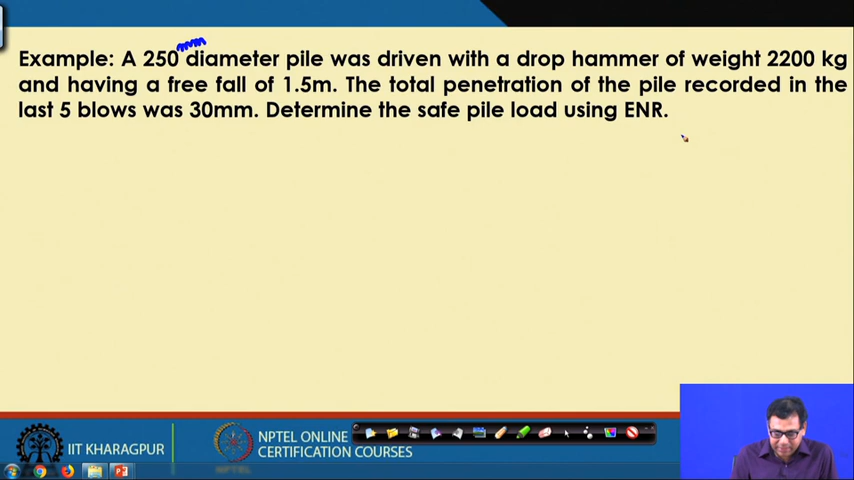 mm
Example: A 250 diameter pile was driven with a drop hammer of weight 2200 kg
and having a free fall of 1.5m. The total penetration of the pile recorded in the
last 5 blows was 30mm. Determine the safe pile load using ENR.
IIT KHARAGPUR
NPTEL ONLINE
CERTIFICATION COURSES
NPTEL